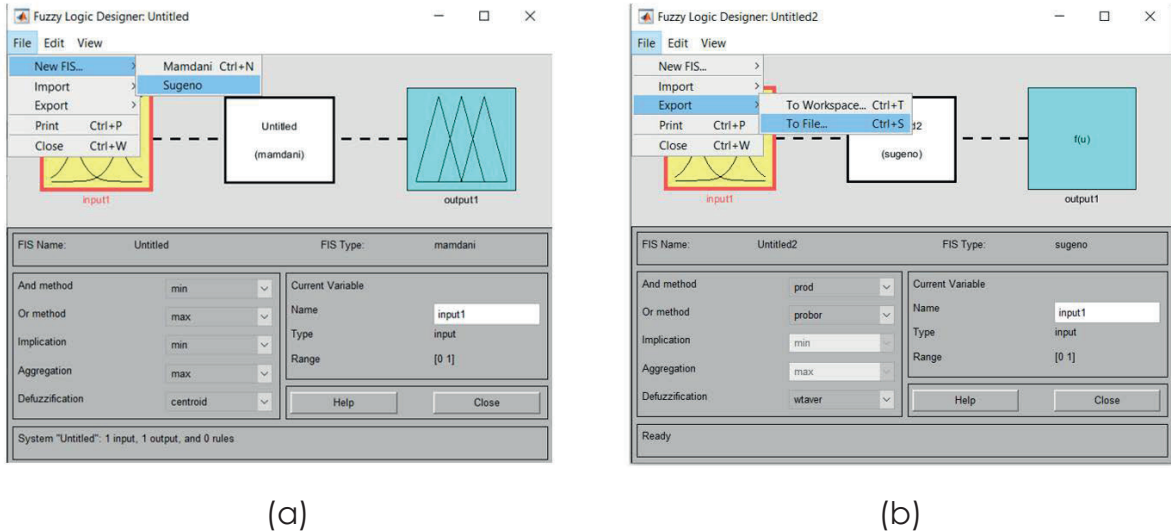 Fuzzy Logic Designer: Untitled
File Edit View
New FIS... >
Import >
Export >
Print Ctrl+P
Close Ctrl+W
Mamdani Ctrl+N
Sugeno
Untitled
(mamdani)
input1
output1
FIS Name: Untitled FIS Type: mamdani
And method min
Or method max
Implication min
Aggregation max
Defuzzification centroid
Current Variable
Name input1
Type input
Range [0 1]
Help Close
System "Untitled": 1 input, 1 output, and 0 rules
(a)
Fuzzy Logic Designer: Untitled2
File Edit View
New FIS... >
Import >
Export >
Print Ctrl+P
Close Ctrl+W
To Workspace... Ctrl+T
To File... Ctrl+S
d2
(sugeno)
f(u)
input1
output1
FIS Name: Untitled2 FIS Type: sugeno
And method prod
Or method probor
Implication min
Aggregation max
Defuzzification wtaver
Current Variable
Name input1
Type input
Range [0 1]
Help Close
Ready
(b)